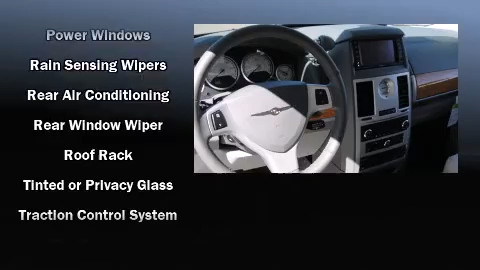 Power Windows
Rain Sensing Wipers
Rear Air Conditioning
Rear Window Wiper
Roof Rack
Tinted or Privacy Glass
Traction Control System